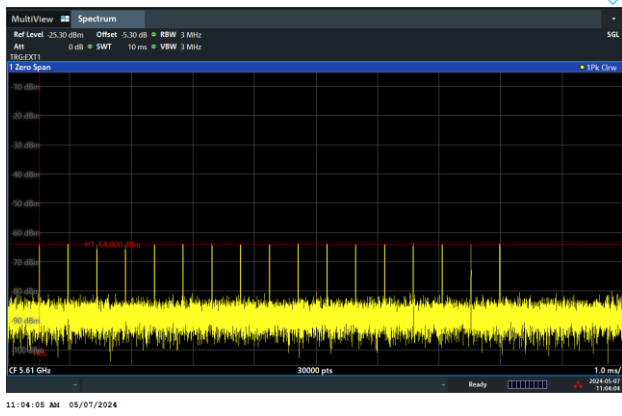 MultiView Spectrum
Ref Level -25.30 dBm Offset -5.30 dB RBW 3 MHz SGL
Att 0 dB SWT 10 ms VBW 3 MHz
TRG:EXT1
1 Zero Span 1Pk Clrw
-10 dBm
-20 dBm
-30 dBm
-40 dBm
-50 dBm
-60 dBm
H1 -64.000 dBm
-70 dBm
-80 dBm
-90 dBm
-100 dBm
CF 5.61 GHz 30000 pts 1.0 ms/
Ready 2024-05-07
11:04:04
11:04:05 AM 05/07/2024